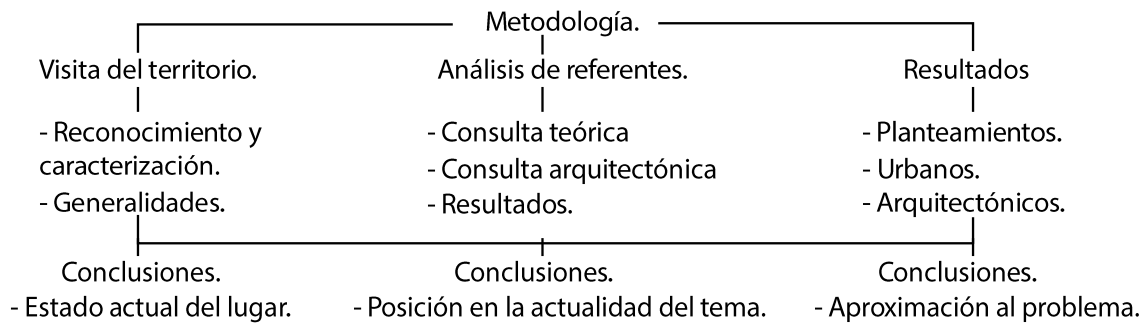 Metodología.
Visita del territorio.
- Reconocimiento y
caracterización.
- Generalidades.
Análisis de referentes.
- Consulta teórica
- Consulta arquitectónica
- Resultados.
Resultados
- Planteamientos.
- Urbanos.
- Arquitectónicos.
Conclusiones.
- Estado actual del lugar.
Conclusiones.
- Posición en la actualidad del tema.
Conclusiones.
- Aproximación al problema.